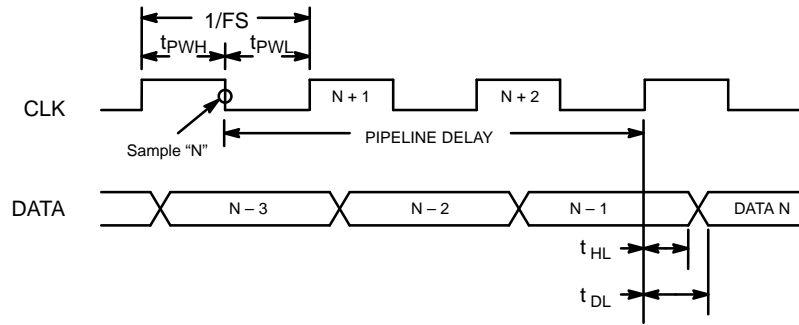 1/FS
tPWH tPWL
CLK
N + 1
N + 2
Sample “N”
PIPELINE DELAY
DATA
N – 3
N – 2
N – 1
DATA N
t HL
t DL